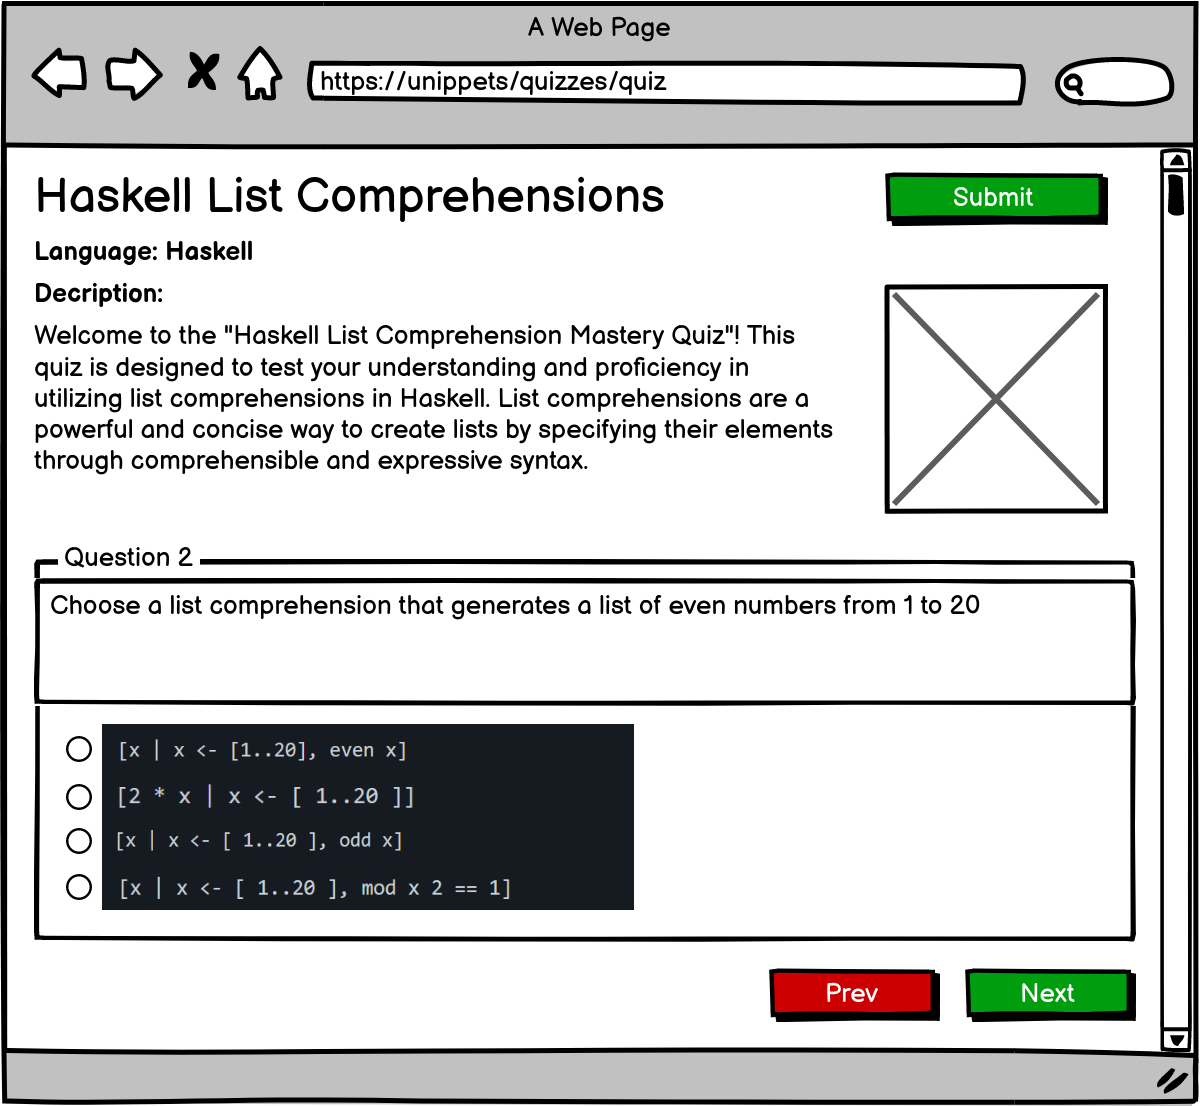 A Web Page
https://unippets/quizzes/quiz
Haskell List Comprehensions
Submit
Language: Haskell
Decription:
Welcome to the "Haskell List Comprehension Mastery Quiz"! This
quiz is designed to test your understanding and proficiency in
utilizing list comprehensions in Haskell. List comprehensions are a
powerful and concise way to create lists by specifying their elements
through comprehensible and expressive syntax.
Question 2
Choose a list comprehension that generates a list of even numbers from 1 to 20
[x | x <- [1..20], even x]
[2 * x | x <- [ 1..20 ]]
[x | x <- [ 1..20 ], odd x]
[x | x <- [ 1..20 ], mod x 2 == 1]
Prev
Next